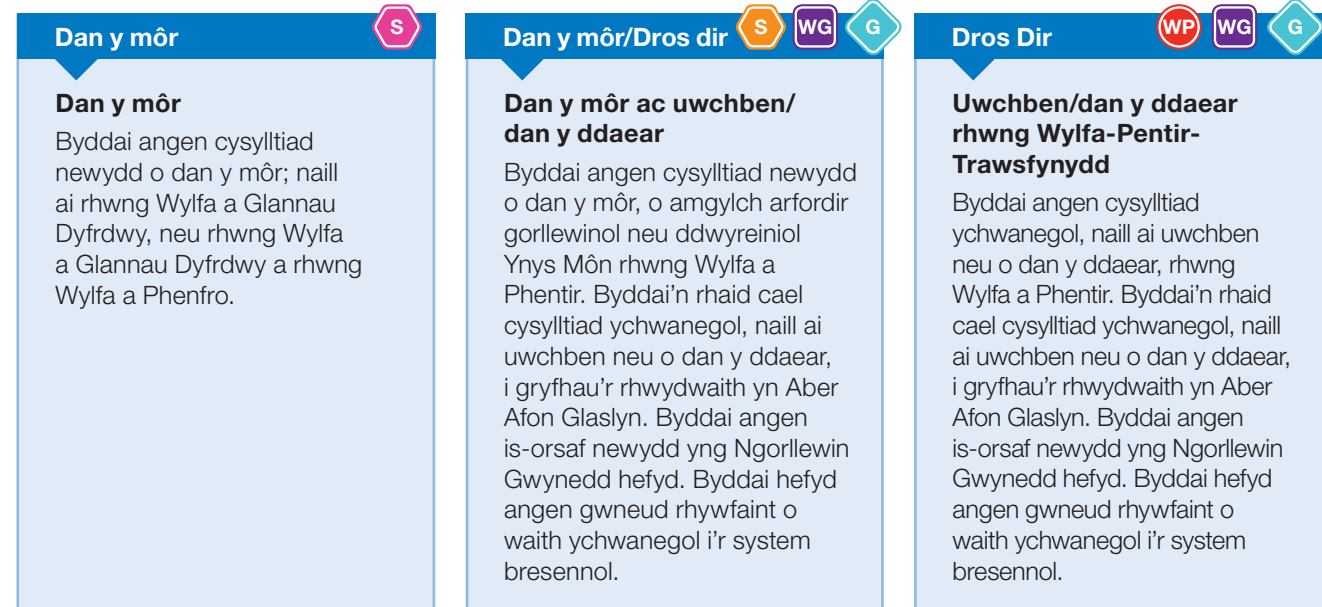 Dan y môr
S
Dan y môr
Byddai angen cysylltiad
newydd o dan y môr; naill
ai rhwng Wylfa a Glannau
Dyfrdwy, neu rhwng Wylfa
a Glannau Dyfrdwy a rhwng
Wylfa a Phenfro.
Dan y môr/Dros dir
S
WG
G
Dan y môr ac uwchben/
dan y ddaear
Byddai angen cysylltiad newydd
o dan y môr, o amgylch arfordir
gorllewinol neu ddwyreiniol
Ynys Môn rhwng Wylfa a
Phentir. Byddai’n rhaid cael
cysylltiad ychwanegol, naill ai
uwchben neu o dan y ddaear,
i gryfhau’r rhwydwaith yn Aber
Afon Glaslyn. Byddai angen
is-orsaf newydd yng Ngorllewin
Gwynedd hefyd. Byddai hefyd
angen gwneud rhywfaint o
waith ychwanegol i’r system
bresennol.
Dros Dir
WP
WG
G
Uwchben/dan y ddaear
rhwng Wylfa-Pentir-
Trawsfynydd
Byddai angen cysylltiad
ychwanegol, naill ai uwchben
neu o dan y ddaear, rhwng
Wylfa a Phentir. Byddai’n rhaid
cael cysylltiad ychwanegol, naill
ai uwchben neu o dan y ddaear,
i gryfhau’r rhwydwaith yn Aber
Afon Glaslyn. Byddai angen
is-orsaf newydd yng Ngorllewin
Gwynedd hefyd. Byddai hefyd
angen gwneud rhywfaint o
waith ychwanegol i’r system
bresennol.